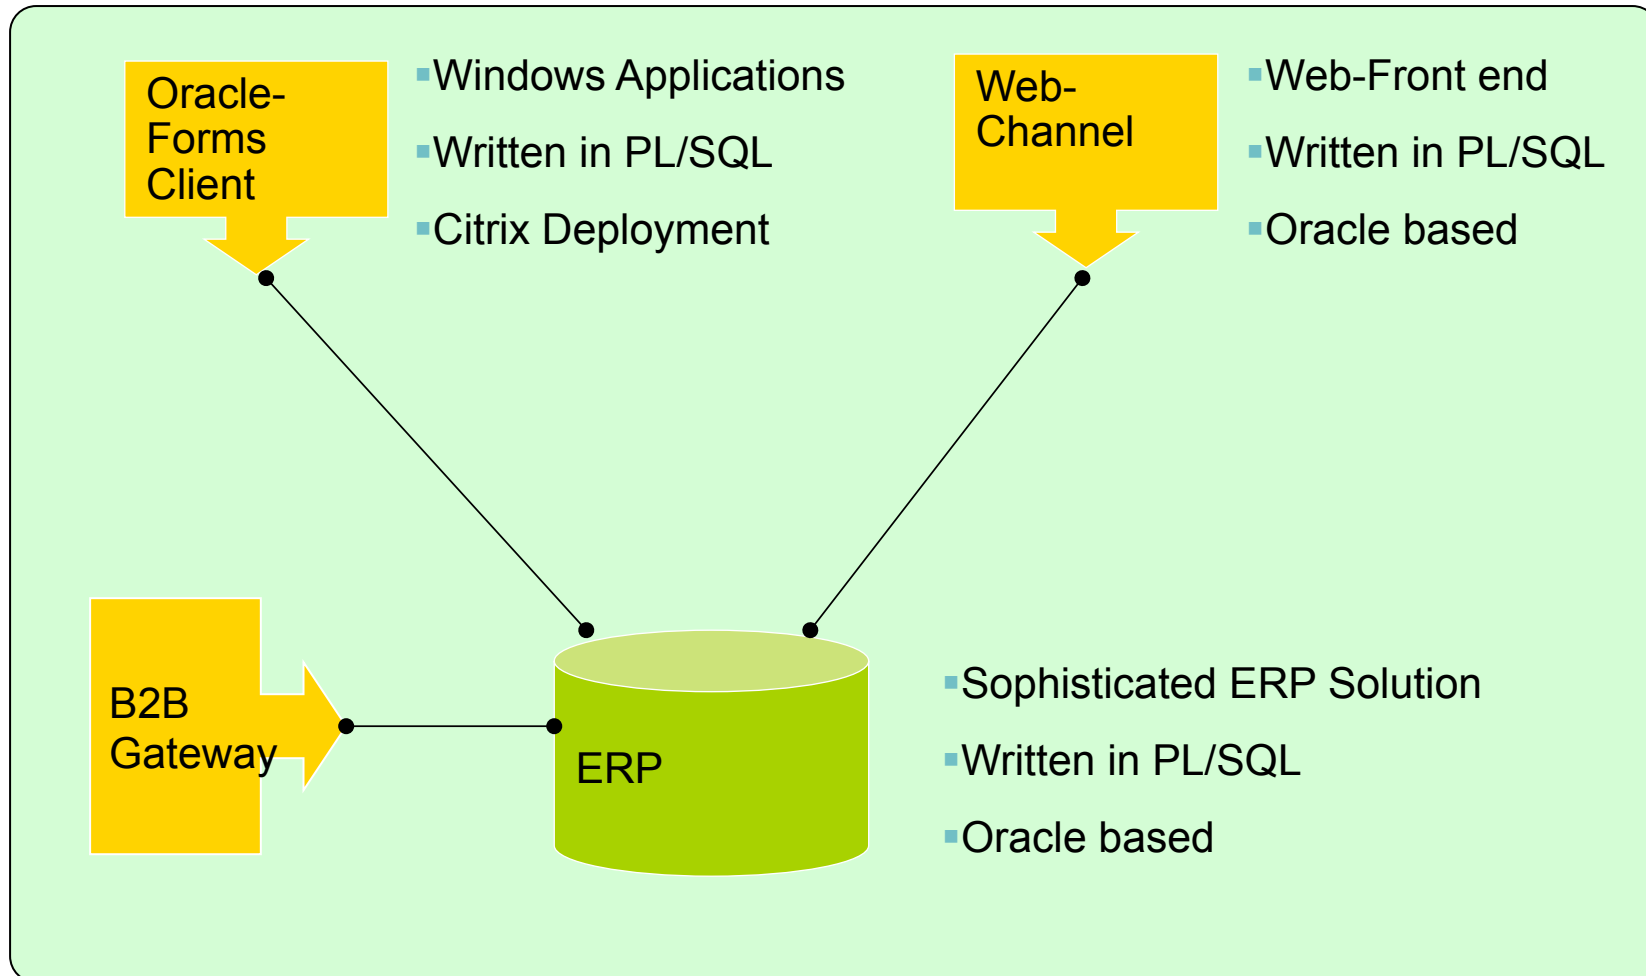 Oracle-
Forms
Client
▪Windows Applications
▪Written in PL/SQL
▪Citrix Deployment
Web-
Channel
▪Web-Front end
▪Written in PL/SQL
▪Oracle based
B2B
Gateway
ERP
▪Sophisticated ERP Solution
▪Written in PL/SQL
▪Oracle based